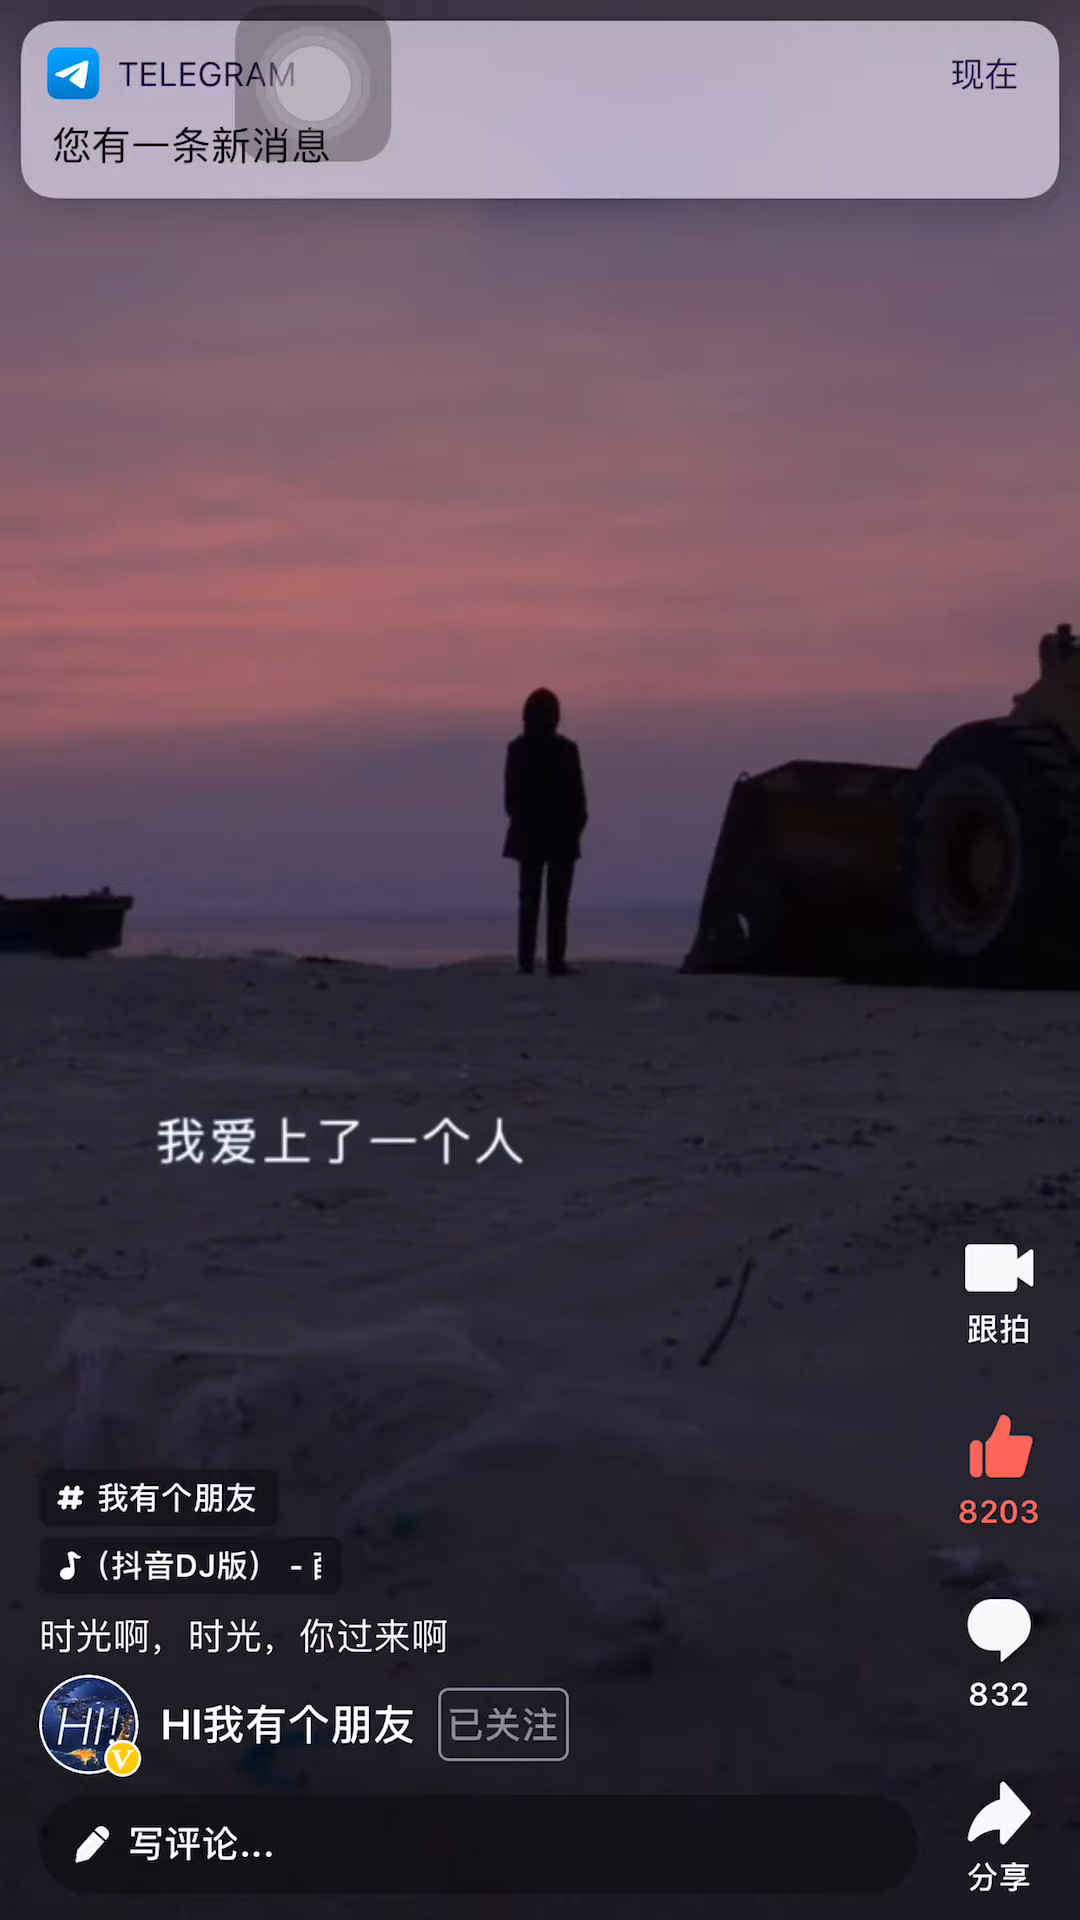 TELEGRAM
现在
您有一条新消息
我爱上了一个人
跟拍
8203
832
分享
# 我有个朋友
（抖音DJ版） -
时光啊，时光，你过来啊
HI!
V
HI我有个朋友
已关注
写评论...